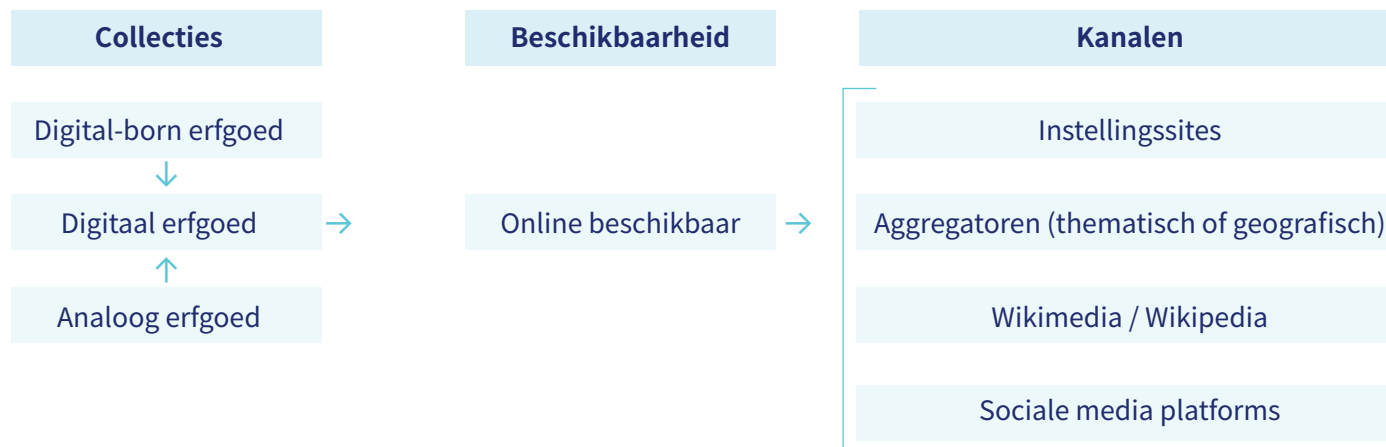 Collecties
Beschikbaarheid
Kanalen
Digital-born erfgoed
Instellingssites
Digitaal erfgoed
Online beschikbaar
Aggregatoren (thematisch of geografisch)
Analoog erfgoed
Wikimedia / Wikipedia
Sociale media platforms